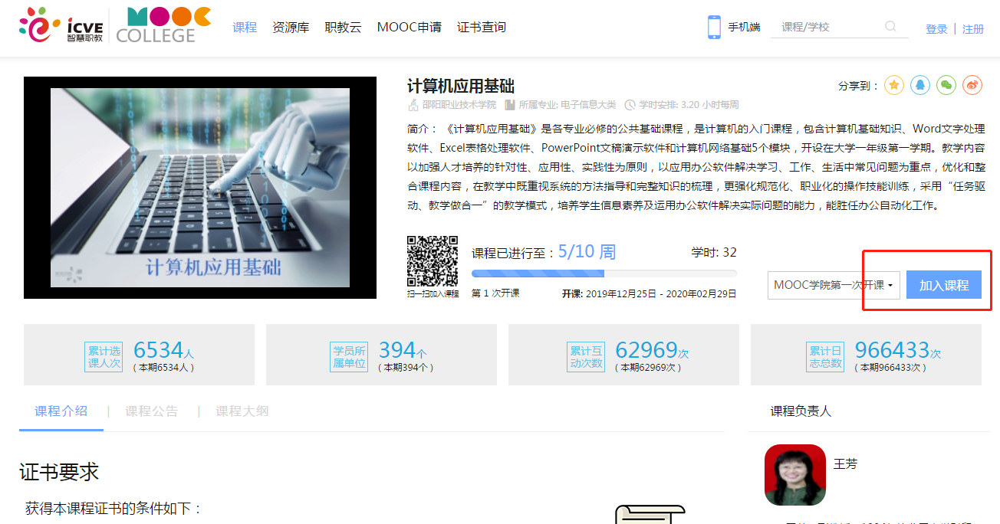 icve
智慧职教
MOOC
COLLEGE
课程 资源库 职教云 MOOC申请 证书查询
手机端
课程/学校
登录 | 注册
计算机应用基础
计算机应用基础
分享到：
邵阳职业技术学院 所属专业: 电子信息大类 学时安排: 3.20 小时每周
简介：《计算机应用基础》是各专业必修的公共基础课程，是计算机的入门课程，包含计算机基础知识、Word文字处理
软件、Excel表格处理软件、PowerPoint文稿演示软件和计算机网络基础5个模块，开设在大学一年级第一学期。教学内容
以加强人才培养的针对性、应用性、实践性为原则，以应用办公软件解决学习、工作、生活中常见问题为重点，优化和整
合课程内容，在教学中既重视系统的方法指导和完整知识的梳理，更强化规范化、职业化的操作技能训练，采用“任务驱
动、教学做合一”的教学模式，培养学生信息素养及运用办公软件解决实际问题的能力，能胜任办公自动化工作。
扫一扫加入课程
课程已进行至：5/10 周
学时: 32
第 1 次开课
开课: 2019年12月25日 - 2020年02月29日
MOOC学院第一次开课
加入课程
累计选
课人次
6534人
( 本期6534人 )
学员所
属单位
394个
( 本期394个 )
累计互
动次数
62969次
( 本期62969次 )
累计日
志总数
966433次
( 本期966433次 )
课程介绍 | 课程公告 | 课程大纲
课程负责人
王芳
证书要求
获得本课程证书的条件如下：